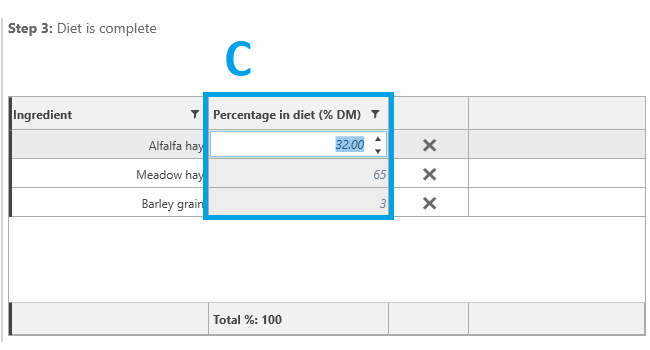 Step 3: Diet is complete
C
Ingredient Percentage in diet (% DM)
Alfalfa hay 32.00
Meadow hay 65
Barley grain 3
Total %: 100